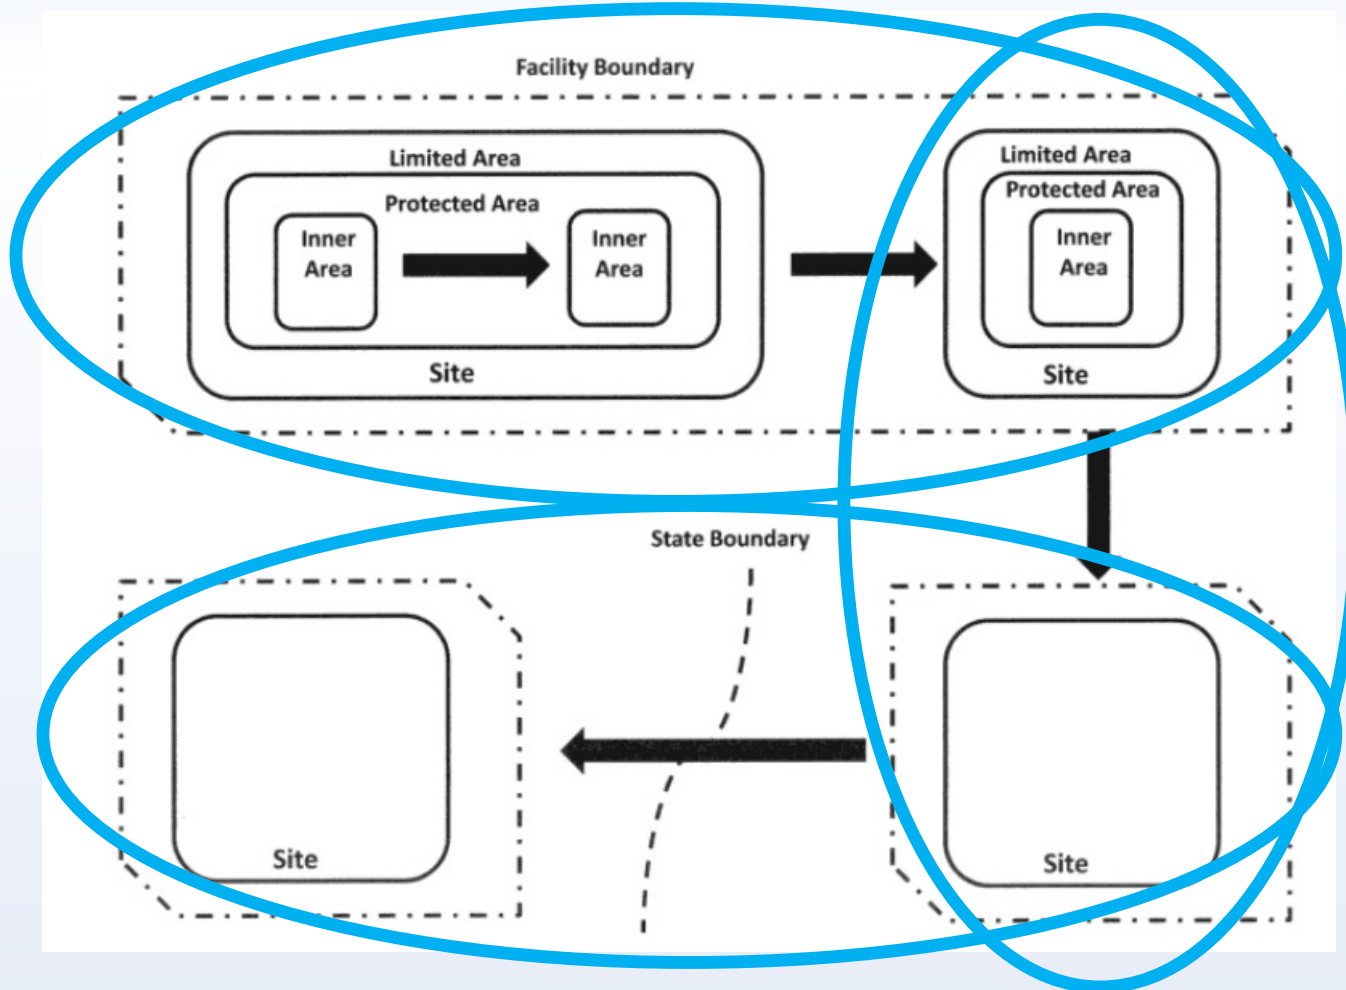 Facility Boundary
Limited Area
Protected Area
Inner
Area
Inner
Area
Site
Limited Area
Protected Area
Inner
Area
Site
State Boundary
Site
Site